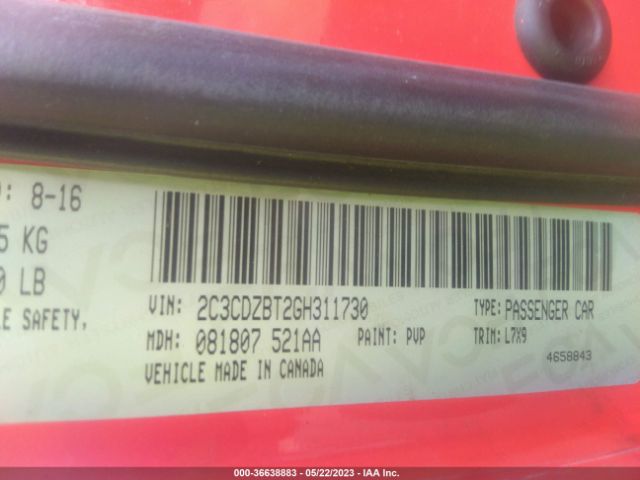 : 8-16
5 KG
0 LB
E SAFETY,
VIN: 2C3CDZBT2GH311730
TYPE: PASSENGER CAR
MDH: 081807 521AA
PAINT: PVP
TRIM: L7X9
VEHICLE MADE IN CANADA
4658843
000-36638883 - 05/22/2023 - IAA Inc.